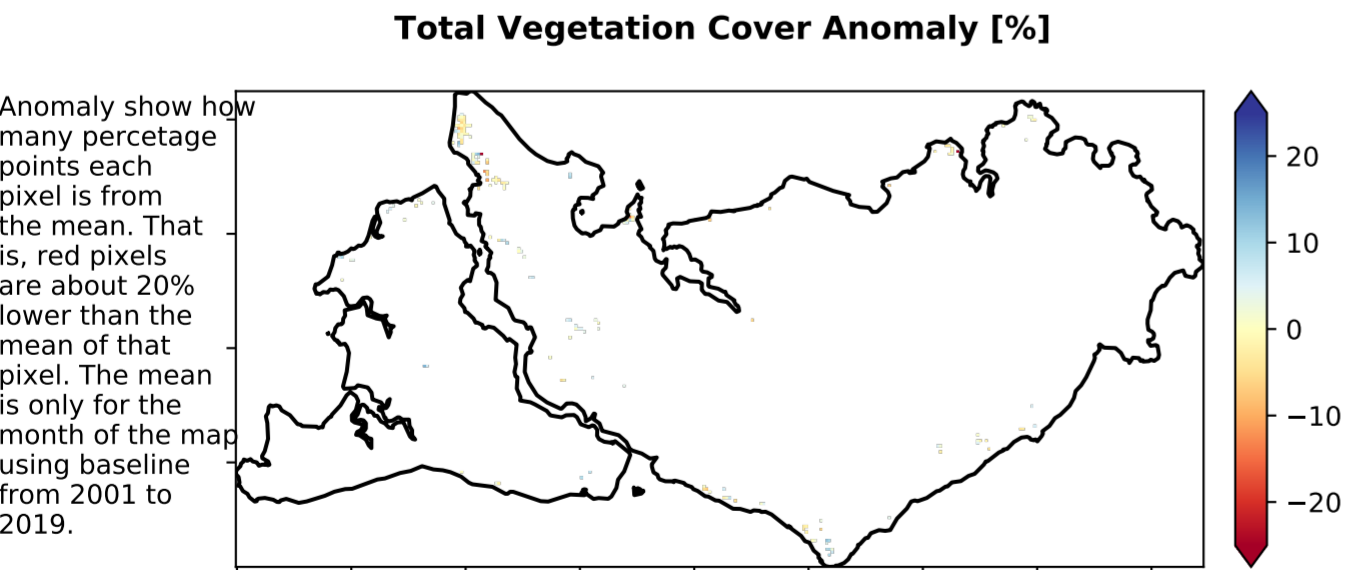 Total Vegetation Cover Anomaly [%]
Anomaly show how
many percetage
points each
pixel is from
the mean. That
is, red pixels
are about 20%
lower than the
mean of that
pixel. The mean
is only for the
month of the map
using baseline
from 2001 to
2019.
20
10
0
−10
−20